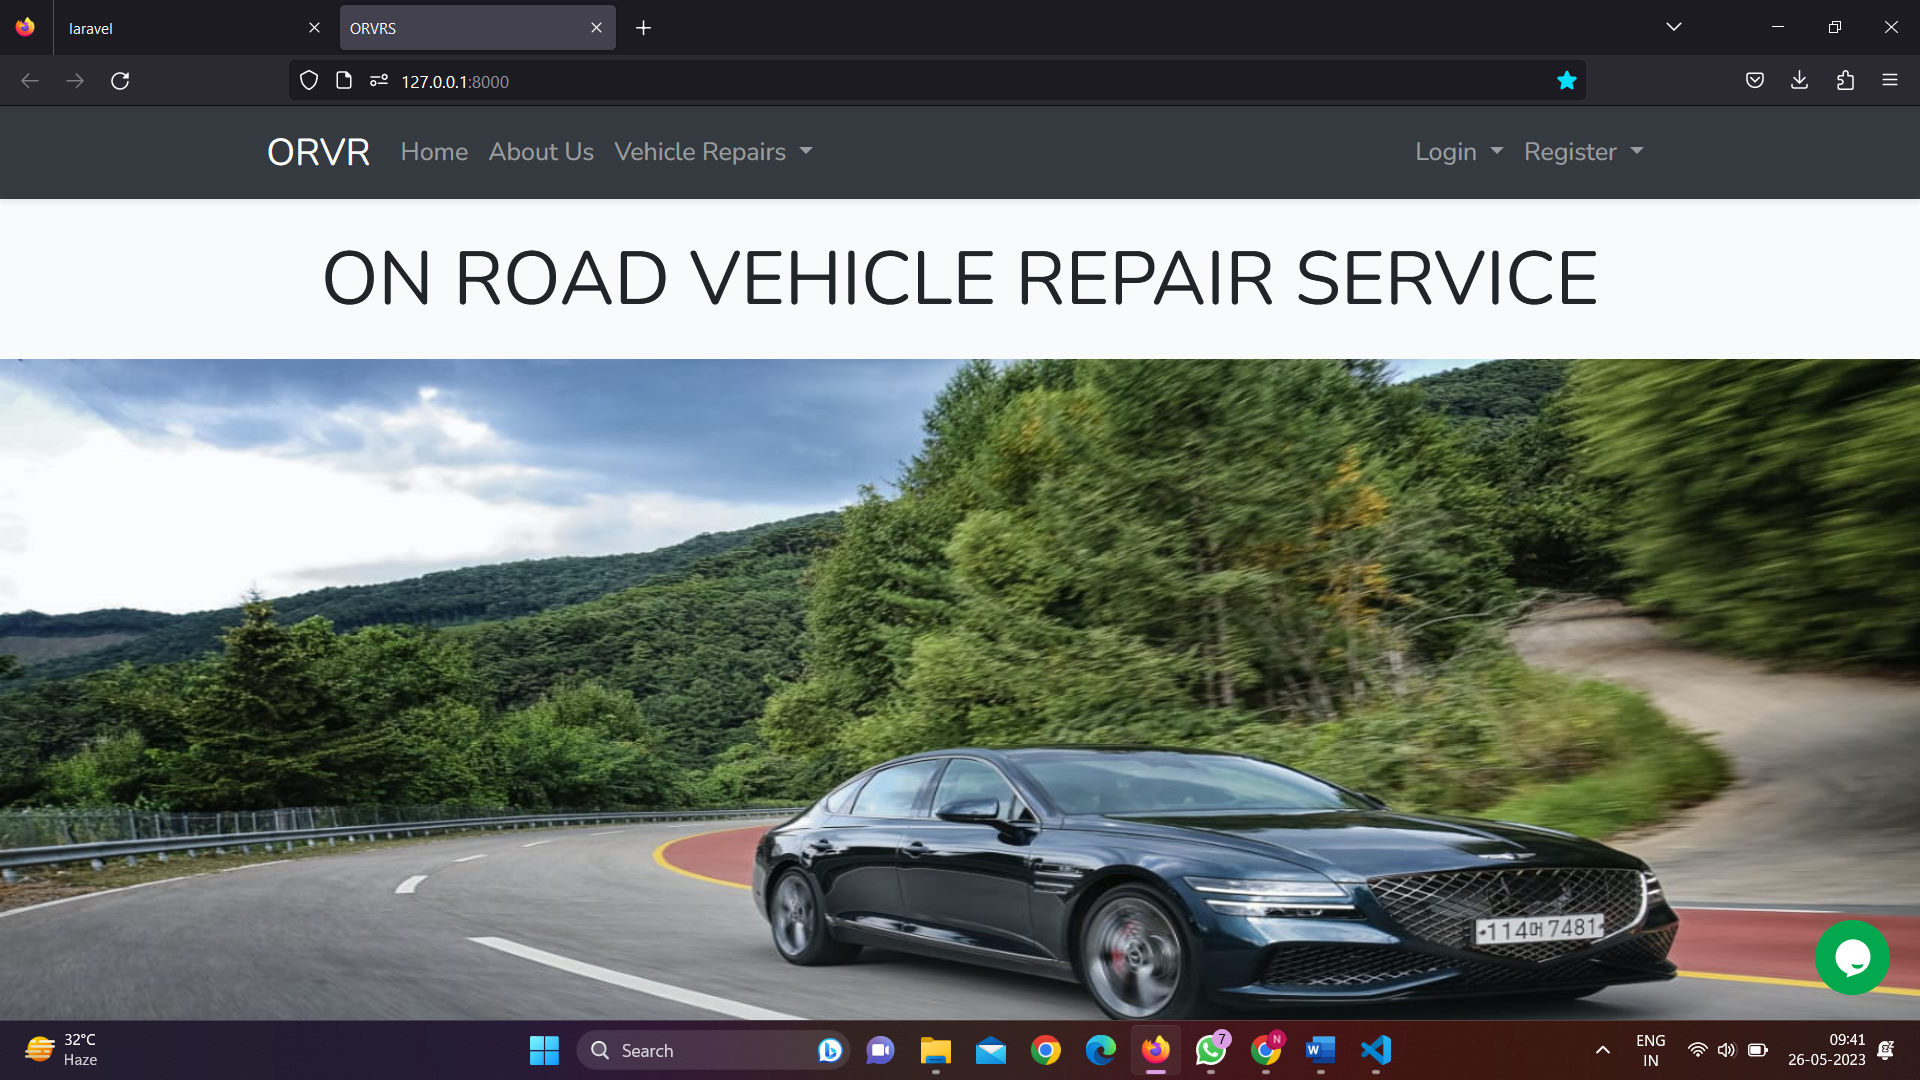 laravel
ORVRS
127.0.0.1:8000
ORVR Home About Us Vehicle Repairs Login Register
ON ROAD VEHICLE REPAIR SERVICE
114머 7481
32°C
Haze
Search
7
N
ENG
IN
09:41
26-05-2023